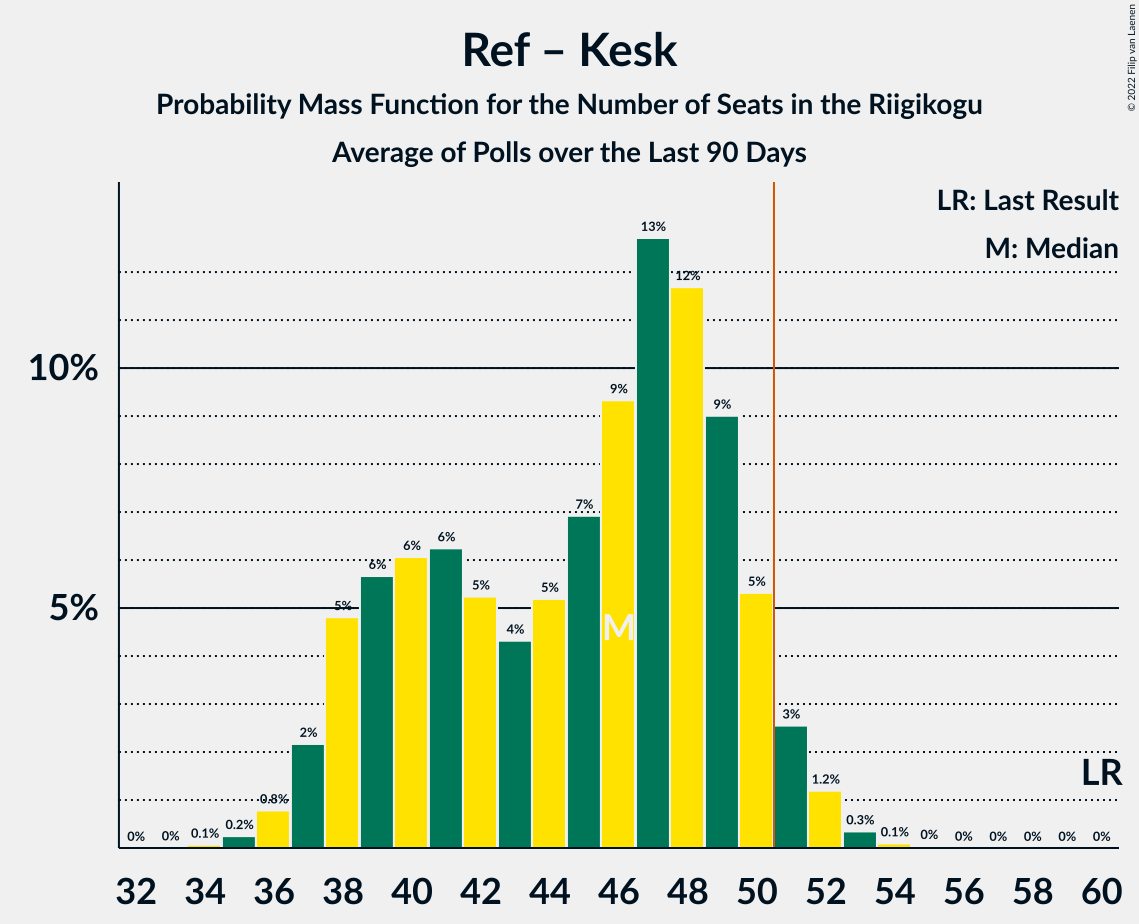 Ref – Kesk
Probability Mass Function for the Number of Seats in the Riigikogu
Average of Polls over the Last 90 Days
© 2022 Filip van Laenen
LR: Last Result
M: Median
10%
5%
0% 0% 0.1% 0.2% 0.8% 2% 5% 6% 6% 6% 5% 4% 5% 7% 9% 13% 12% 9% 5% 3% 1.2% 0.3% 0.1% 0% 0% 0% 0% 0% 0%
M
LR
32 34 36 38 40 42 44 46 48 50 52 54 56 58 60